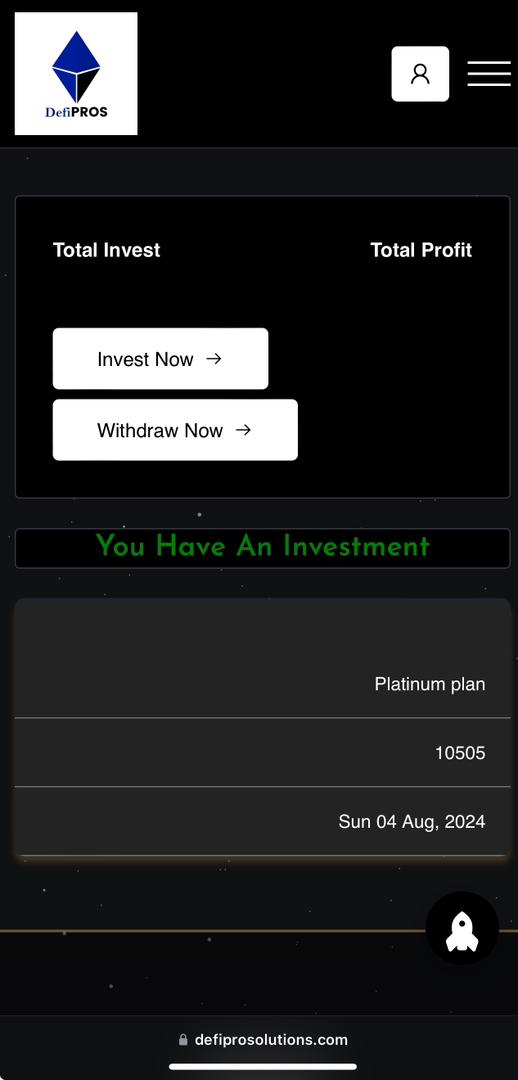 DefiPROS
Total Invest
Total Profit
Invest Now →
Withdraw Now →
You Have An Investment
Platinum plan
10505
Sun 04 Aug, 2024
defiprosolutions.com